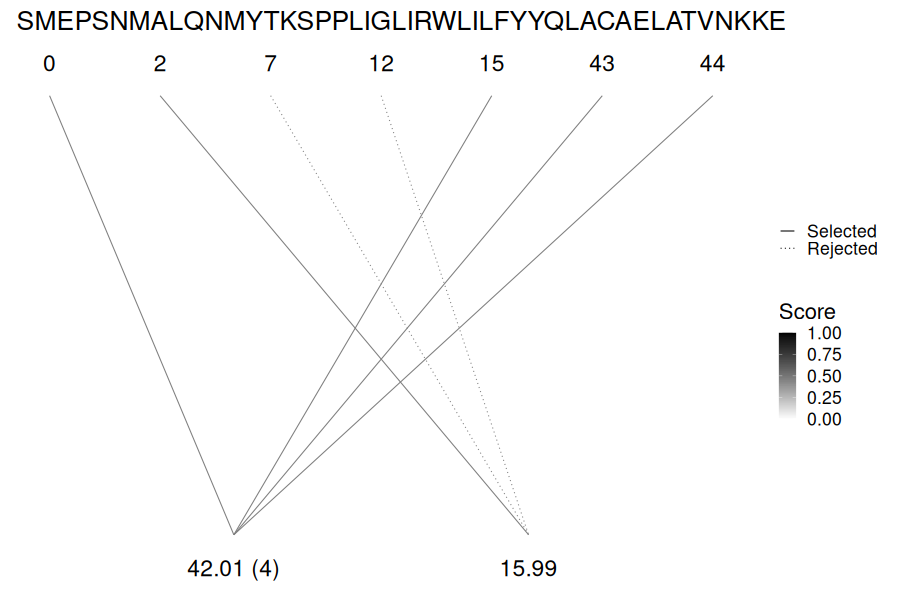 SMEPSNMALQNMYTKSPPLIGLIRWLILFYYQLACAELATVNKKE
0 2 7 12 15 43 44
Selected
Rejected
Score
1.00
0.75
0.50
0.25
0.00
42.01 (4) 15.99